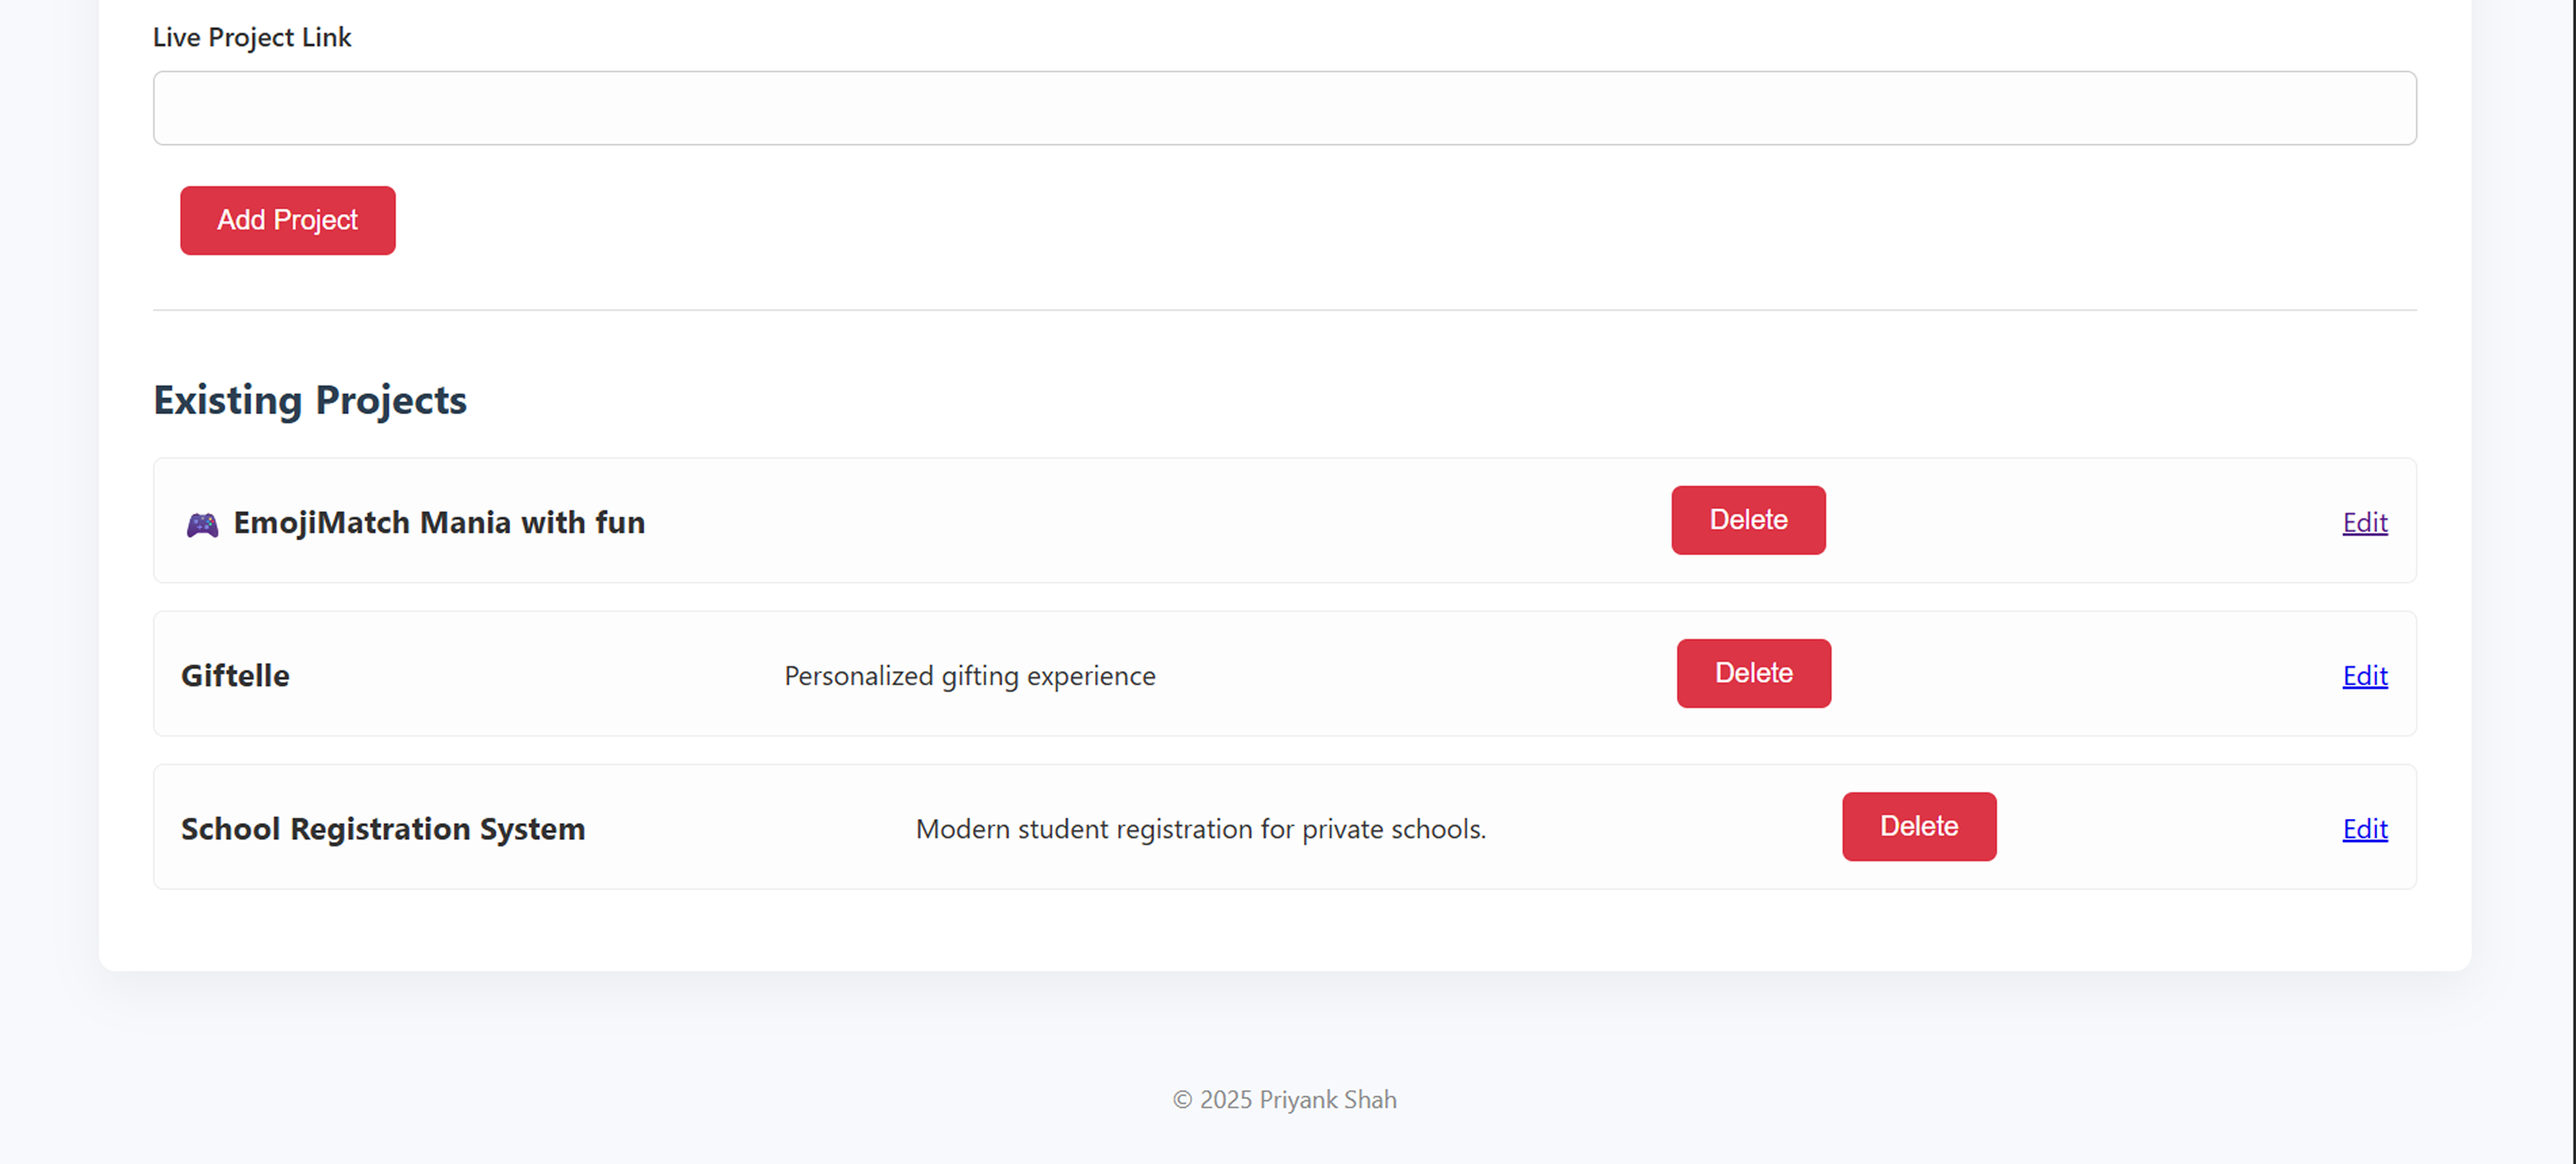 Live Project Link
Add Project
Existing Projects
🎮 EmojiMatch Mania with fun Delete Edit
Giftelle Personalized gifting experience Delete Edit
School Registration System Modern student registration for private schools. Delete Edit
© 2025 Priyank Shah